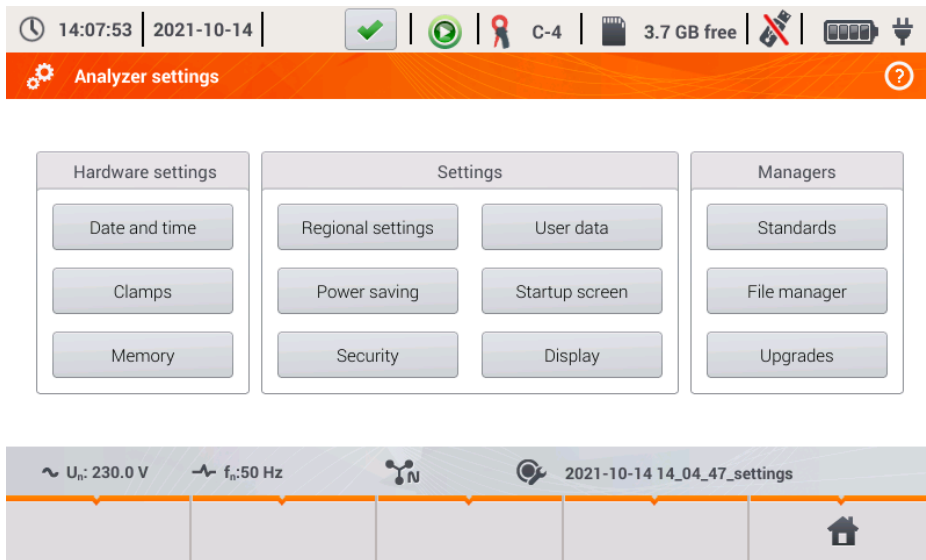 14:07:53 2021-10-14 C-4 3.7 GB free
Analyzer settings ?
Hardware settings Settings Managers
Date and time Regional settings User data Standards
Clamps Power saving Startup screen File manager
Memory Security Display Upgrades
Uₙ: 230.0 V fₙ:50 Hz N 2021-10-14 14_04_47_settings